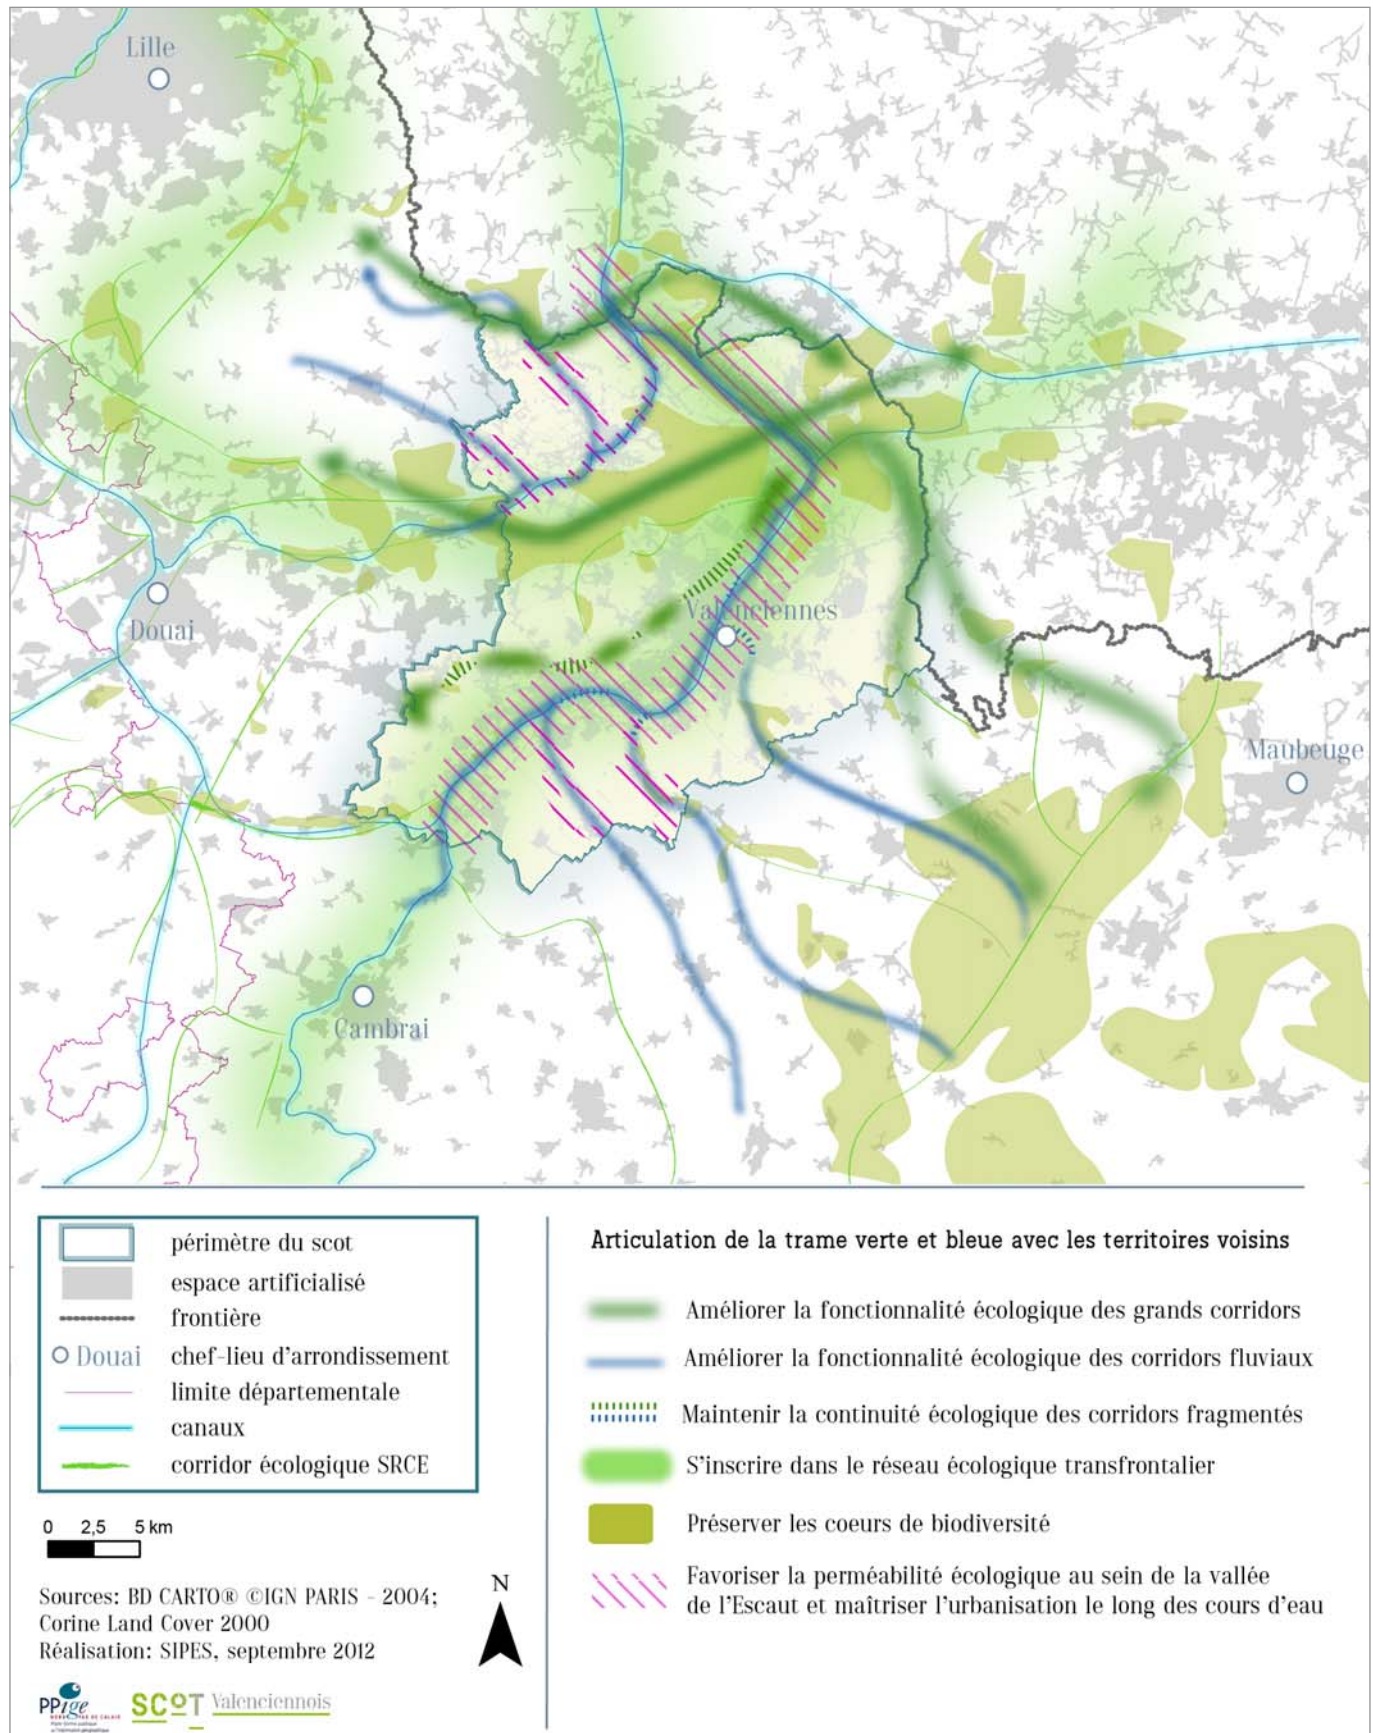 Lille
Valenciennes
Douai
Maubeuge
Cambrai
périmètre du scot
espace artificialisé
frontière
Douai chef-lieu d'arrondissement
limite départementale
canaux
corridor écologique SRCE
0 2,5 5 km
Sources: BD CARTO® ©IGN PARIS - 2004;
Corine Land Cover 2000
Réalisation: SIPES, septembre 2012
N
PPige
SCOT Valenciennois
Articulation de la trame verte et bleue avec les territoires voisins
Améliorer la fonctionnalité écologique des grands corridors
Améliorer la fonctionnalité écologique des corridors fluviaux
Maintenir la continuité écologique des corridors fragmentés
S'inscrire dans le réseau écologique transfrontalier
Préserver les coeurs de biodiversité
Favoriser la perméabilité écologique au sein de la vallée
de l'Escaut et maîtriser l'urbanisation le long des cours d'eau